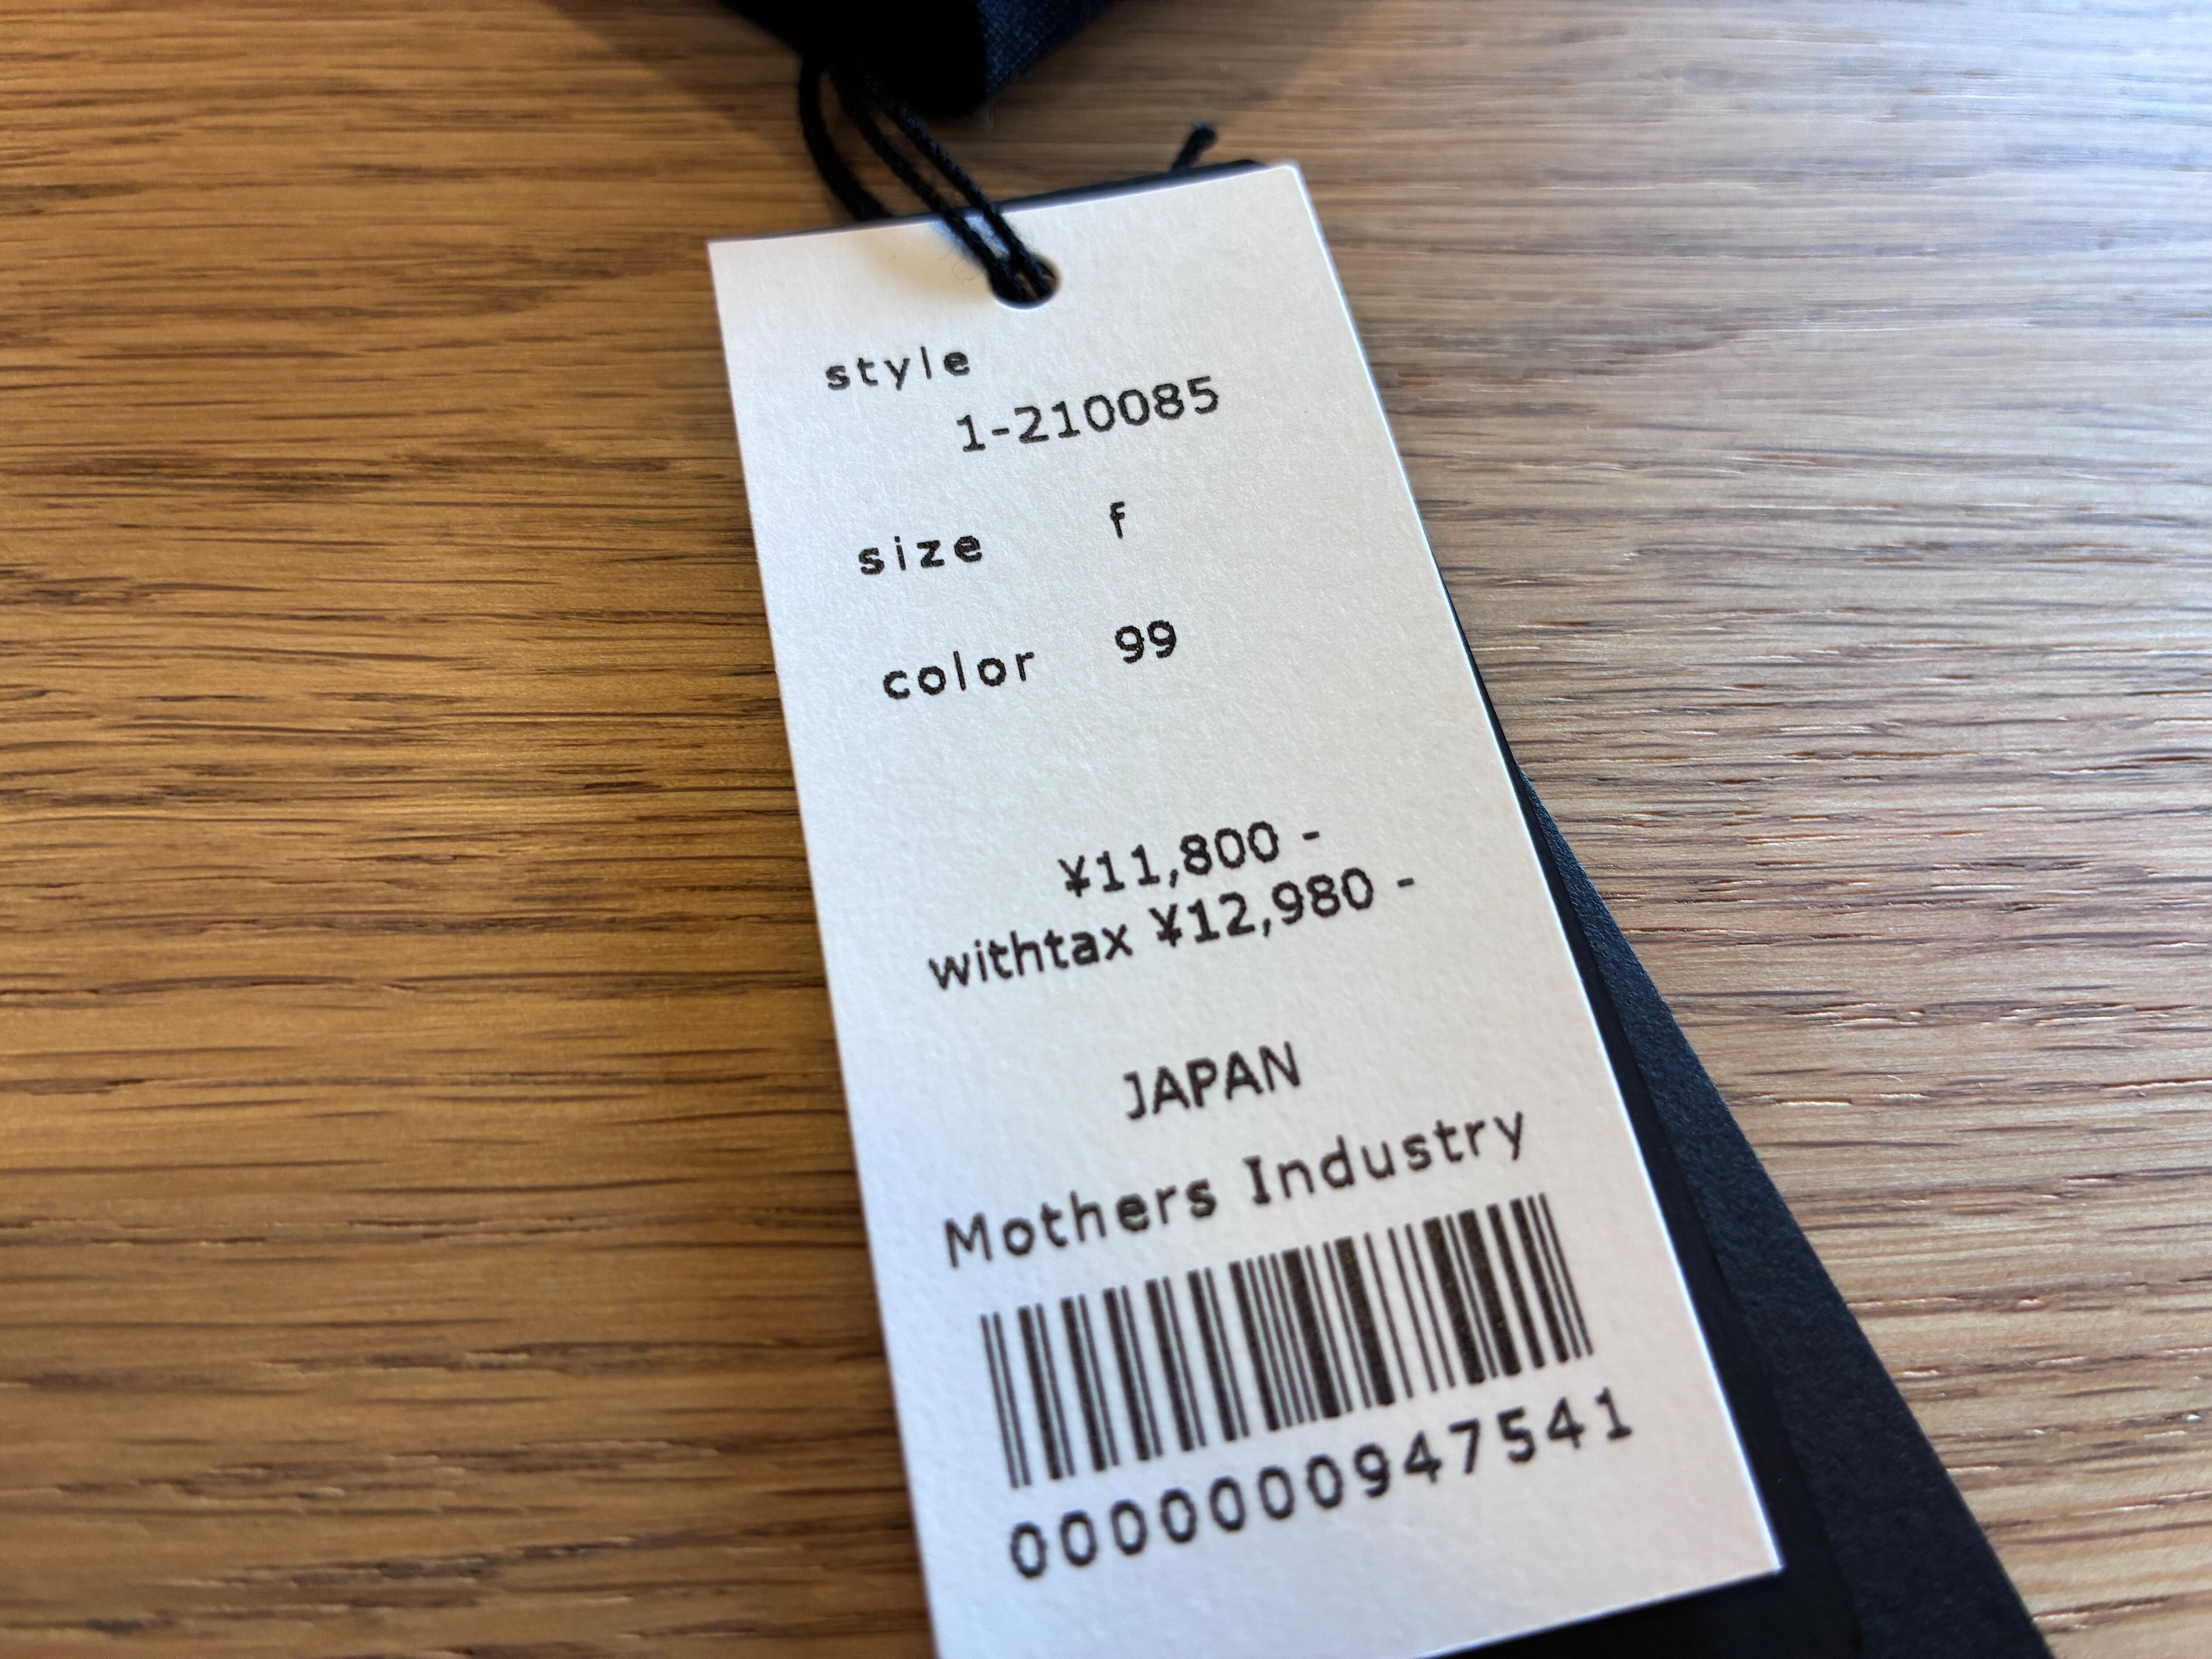 style
1-210085
size f
color 99
¥11,800 -
withtax ¥12,980 -
JAPAN
Mothers Industry
0000000947541